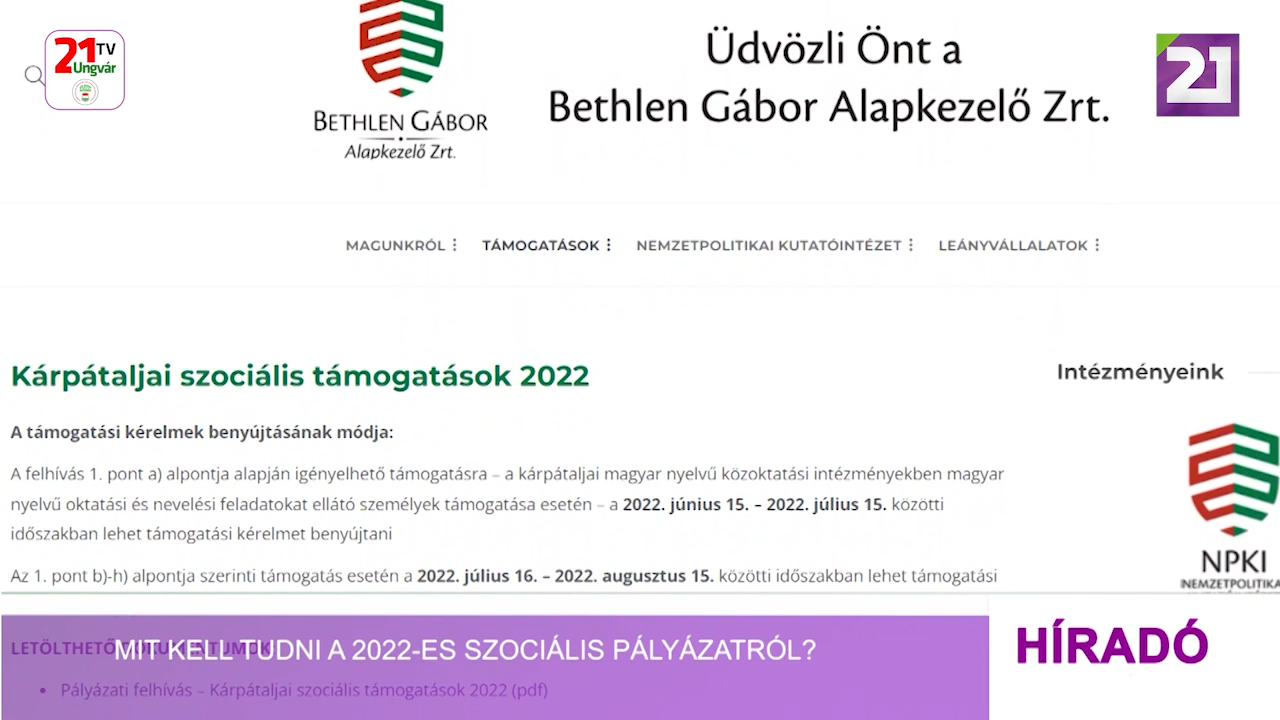 21 TV
Ungvár
21
BETHLEN GÁBOR
Alapkezelő Zrt.
Üdvözli Önt a
Bethlen Gábor Alapkezelő Zrt.
MAGUNKRÓL TÁMOGATÁSOK NEMZETPOLITIKAI KUTATÓINTÉZET LEÁNYVÁLLALATOK
Kárpátaljai szociális támogatások 2022
Intézményeink
A támogatási kérelmek benyújtásának módja:
A felhívás 1. pont a) alpontja alapján igényelhető támogatásra – a kárpátaljai magyar nyelvű közoktatási intézményekben magyar
nyelvű oktatási és nevelési feladatokat ellátó személyek támogatása esetén – a 2022. június 15. – 2022. július 15. közötti
időszakban lehet támogatási kérelmet benyújtani
Az 1. pont b)-h) alpontja szerinti támogatás esetén a 2022. július 16. – 2022. augusztus 15. közötti időszakban lehet támogatási
NPKI
NEMZETPOLITIKA
LETÖLTHETŐ DOKUMENTUMOK
MIT KELL TUDNI A 2022-ES SZOCIÁLIS PÁLYÁZATRÓL?
HÍRADÓ
• Pályázati felhívás – Kárpátaljai szociális támogatások 2022 (pdf)